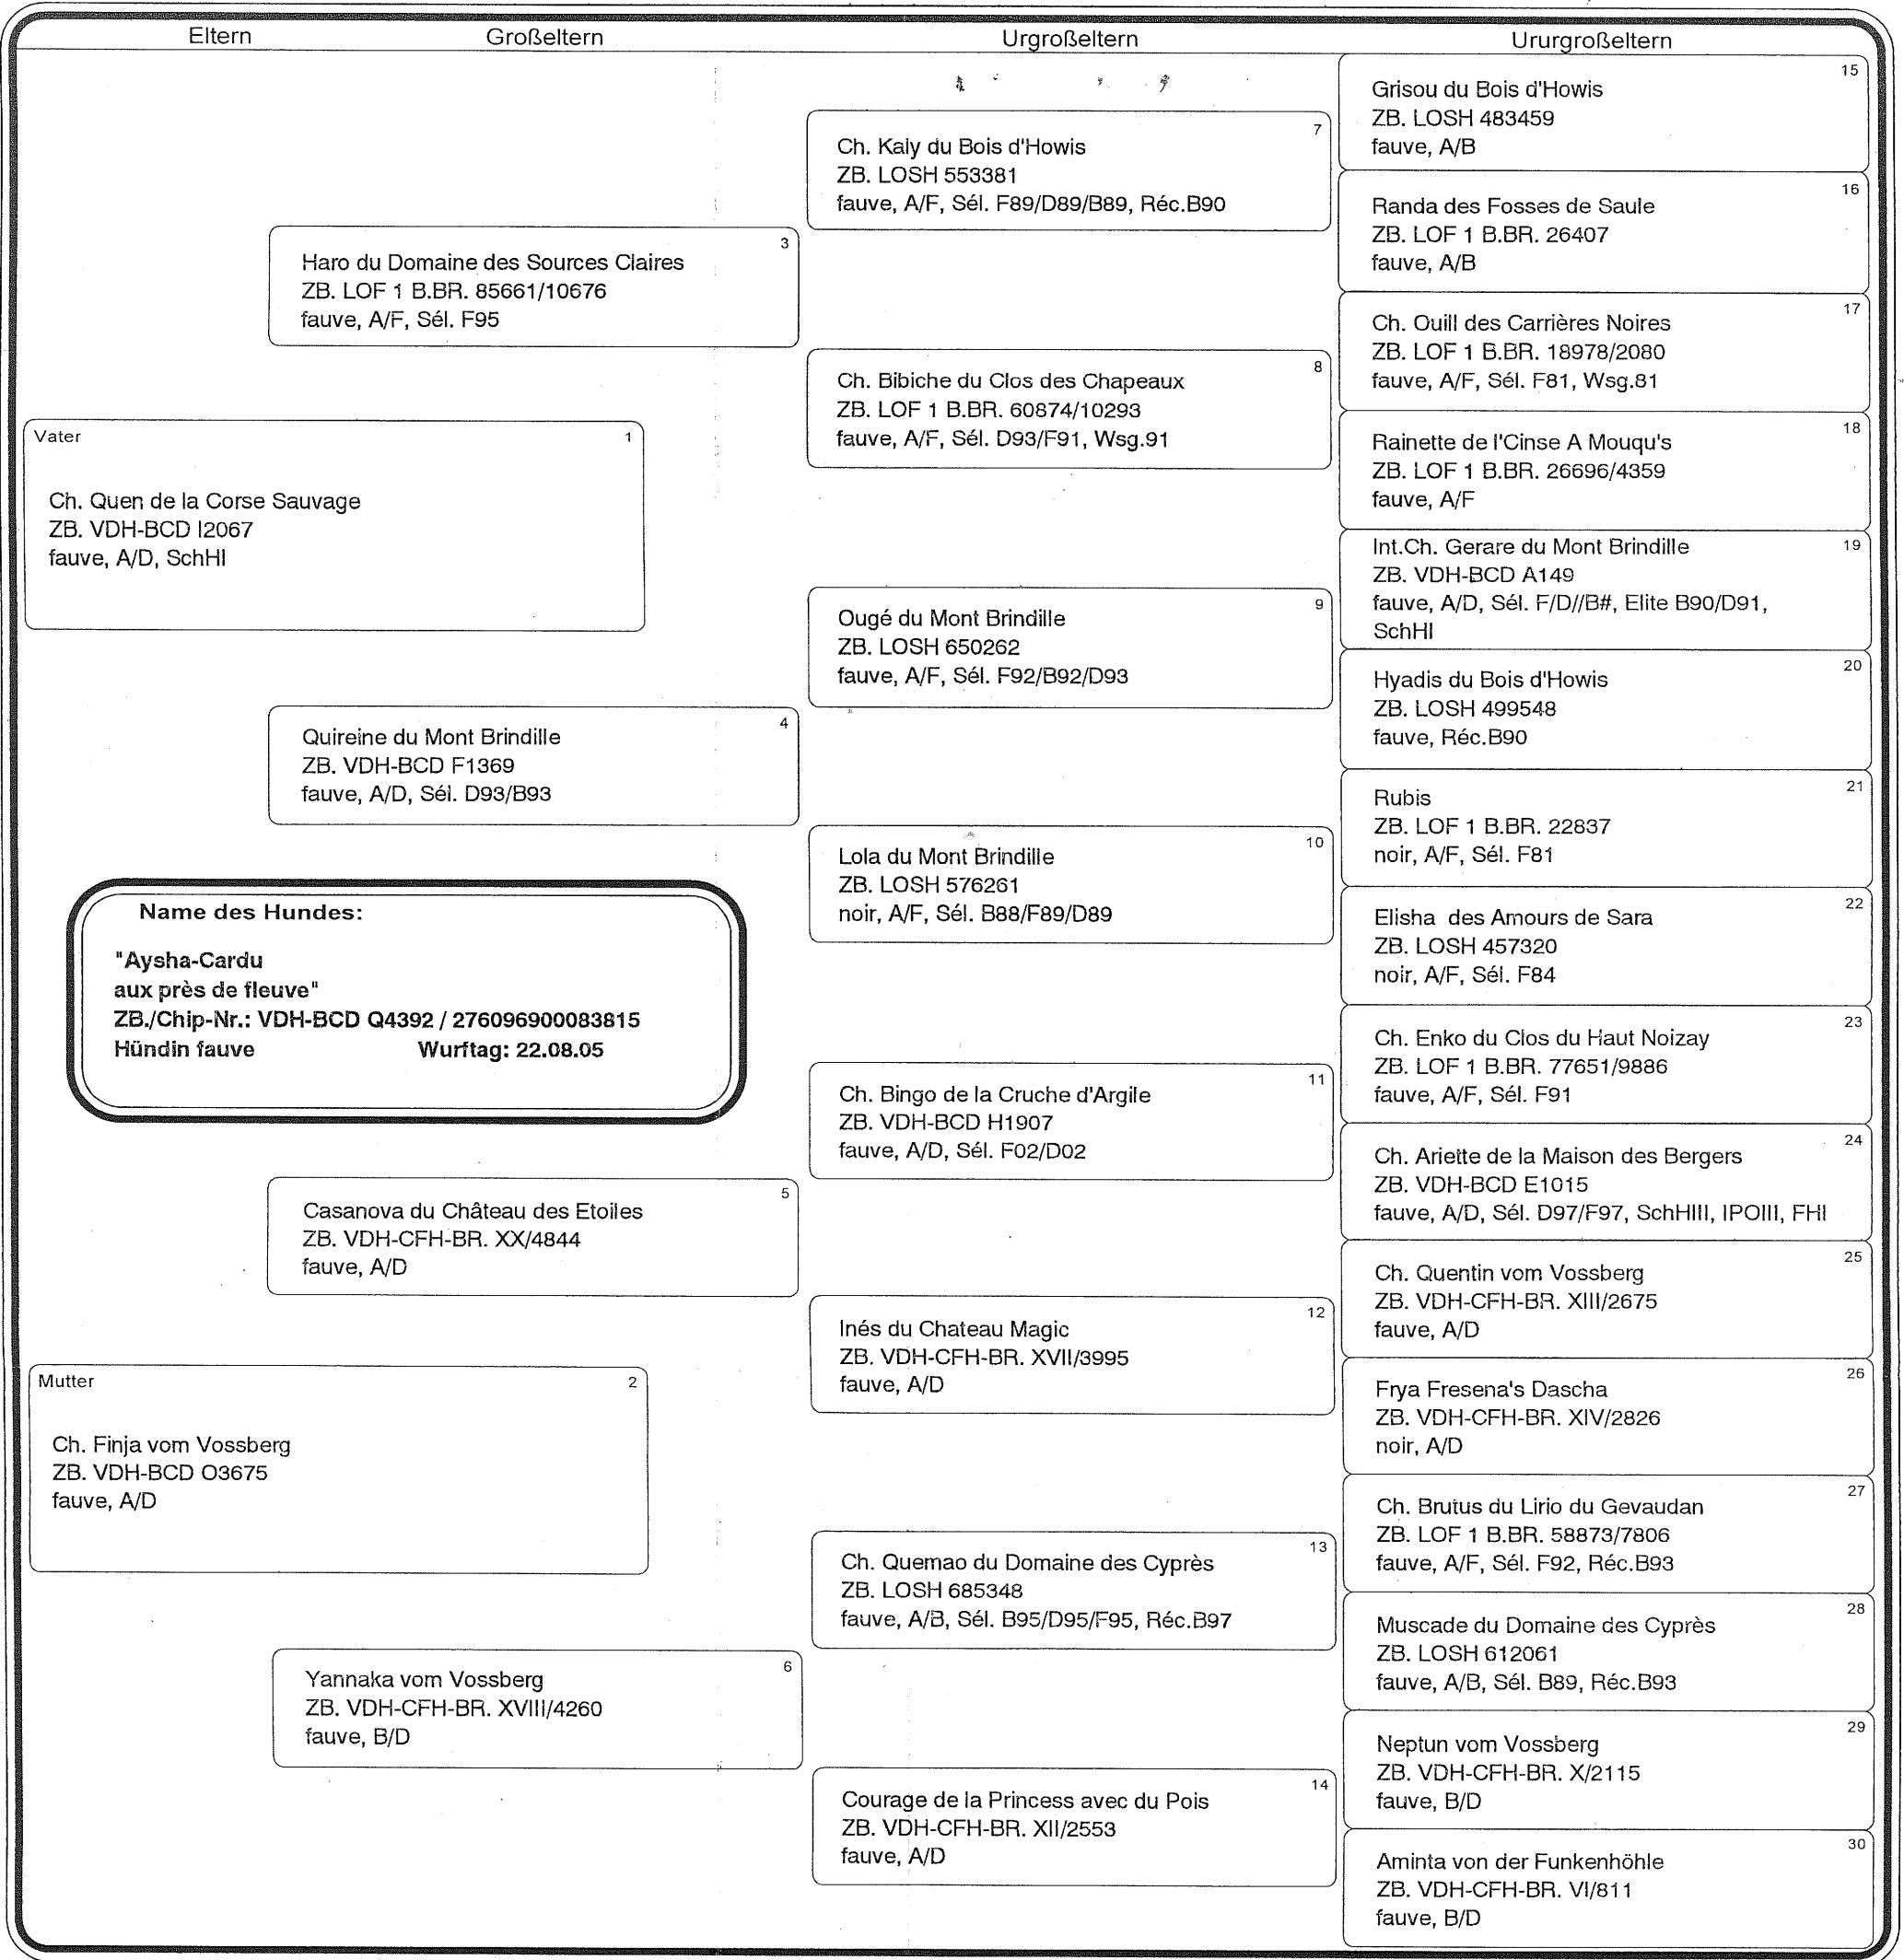 Eltern Großeltern Urgroßeltern Ururgroßeltern
Vater 1
Ch. Quen de la Corse Sauvage
ZB. VDH-BCD I2067
fauve, A/D, SchHI
Mutter 2
Ch. Finja vom Vossberg
ZB. VDH-BCD O3675
fauve, A/D
Name des Hundes:
"Aysha-Cardu
aux près de fleuve"
ZB./Chip-Nr.: VDH-BCD Q4392 / 276096900083815
Hündin fauve Wurftag: 22.08.05
3
Haro du Domaine des Sources Claires
ZB. LOF 1 B.BR. 85661/10676
fauve, A/F, Sél. F95
4
Quireine du Mont Brindille
ZB. VDH-BCD F1369
fauve, A/D, Sél. D93/B93
5
Casanova du Château des Etoiles
ZB. VDH-CFH-BR. XX/4844
fauve, A/D
6
Yannaka vom Vossberg
ZB. VDH-CFH-BR. XVIII/4260
fauve, B/D
7
Ch. Kaly du Bois d'Howis
ZB. LOSH 553381
fauve, A/F, Sél. F89/D89/B89, Réc.B90
8
Ch. Bibiche du Clos des Chapeaux
ZB. LOF 1 B.BR. 60874/10293
fauve, A/F, Sél. D93/F91, Wsg.91
9
Ougé du Mont Brindille
ZB. LOSH 650262
fauve, A/F, Sél. F92/B92/D93
10
Lola du Mont Brindille
ZB. LOSH 576261
noir, A/F, Sél. B88/F89/D89
11
Ch. Bingo de la Cruche d'Argile
ZB. VDH-BCD H1907
fauve, A/D, Sél. F02/D02
12
Inés du Chateau Magic
ZB. VDH-CFH-BR. XVII/3995
fauve, A/D
13
Ch. Quemao du Domaine des Cyprès
ZB. LOSH 685348
fauve, A/B, Sél. B95/D95/F95, Réc.B97
14
Courage de la Princess avec du Pois
ZB. VDH-CFH-BR. XII/2553
fauve, A/D
15
Grisou du Bois d'Howis
ZB. LOSH 483459
fauve, A/B
16
Randa des Fosses de Saule
ZB. LOF 1 B.BR. 26407
fauve, A/B
17
Ch. Ouill des Carrières Noires
ZB. LOF 1 B.BR. 18978/2080
fauve, A/F, Sél. F81, Wsg.81
18
Rainette de l'Cinse A Mouqu's
ZB. LOF 1 B.BR. 26696/4359
fauve, A/F
19
Int.Ch. Gerare du Mont Brindille
ZB. VDH-BCD A149
fauve, A/D, Sél. F/D//B#, Elite B90/D91,
SchHI
20
Hyadis du Bois d'Howis
ZB. LOSH 499548
fauve, Réc.B90
21
Rubis
ZB. LOF 1 B.BR. 22837
noir, A/F, Sél. F81
22
Elisha des Amours de Sara
ZB. LOSH 457320
noir, A/F, Sél. F84
23
Ch. Enko du Clos du Haut Noizay
ZB. LOF 1 B.BR. 77651/9886
fauve, A/F, Sél. F91
24
Ch. Ariette de la Maison des Bergers
ZB. VDH-BCD E1015
fauve, A/D, Sél. D97/F97, SchHIII, IPOIII, FHI
25
Ch. Quentin vom Vossberg
ZB. VDH-CFH-BR. XIII/2675
fauve, A/D
26
Frya Fresena's Dascha
ZB. VDH-CFH-BR. XIV/2826
noir, A/D
27
Ch. Brutus du Lirio du Gevaudan
ZB. LOF 1 B.BR. 58873/7806
fauve, A/F, Sél. F92, Réc.B93
28
Muscade du Domaine des Cyprès
ZB. LOSH 612061
fauve, A/B, Sél. B89, Réc.B93
29
Neptun vom Vossberg
ZB. VDH-CFH-BR. X/2115
fauve, B/D
30
Aminta von der Funkenhöhle
ZB. VDH-CFH-BR. VI/811
fauve, B/D